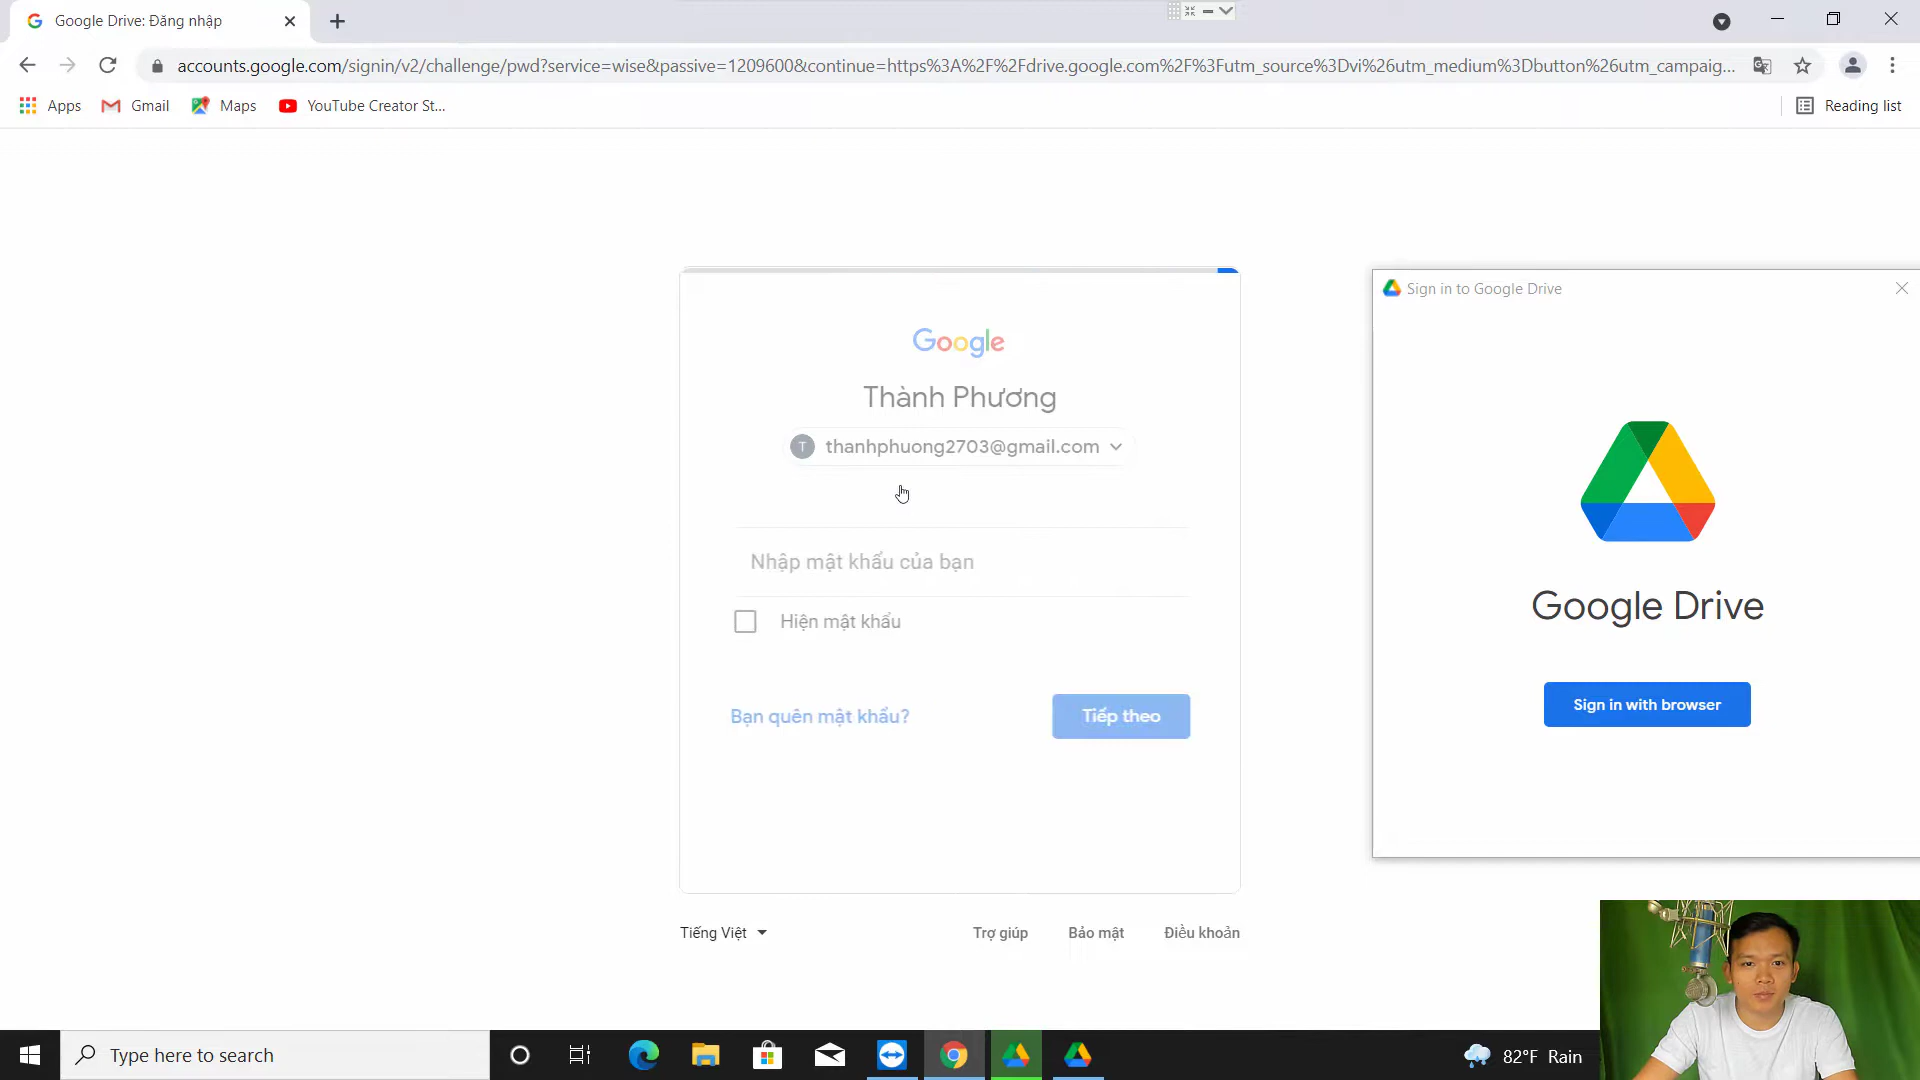 Google Drive: Đăng nhập
accounts.google.com/signin/v2/challenge/pwd?service=wise&passive=1209600&continue=https%3A%2F%2Fdrive.google.com%2F%3Futm_source%3Dvi%26utm_medium%3Dbutton%26utm_campaig...
Apps
Gmail
Maps
YouTube Creator St...
Reading list
Google
Thành Phương
T
thanhphuong2703@gmail.com
Nhập mật khẩu của bạn
Hiện mật khẩu
Bạn quên mật khẩu?
Tiếp theo
Tiếng Việt
Trợ giúp
Bảo mật
Điều khoản
Sign in to Google Drive
Google Drive
Sign in with browser
Type here to search
82°F Rain